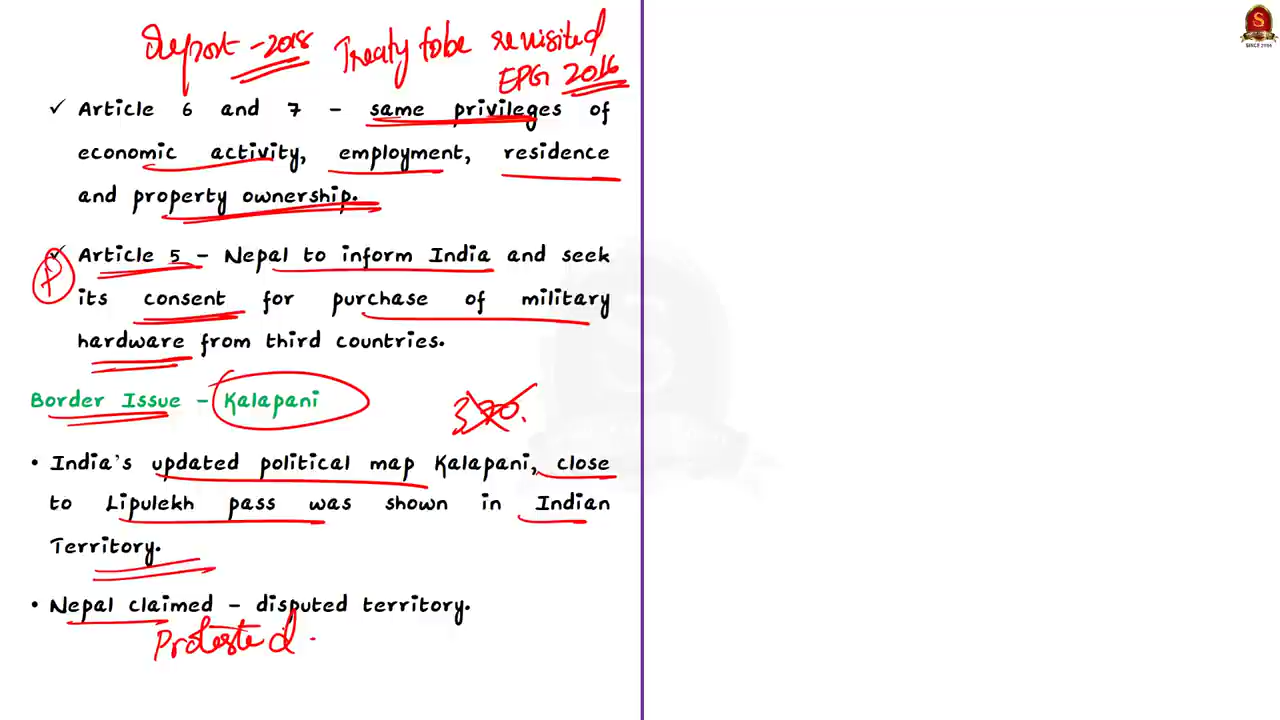 Report - 2018 Treaty to be revisited
EPG 2016
✓ Article 6 and 7 - same privileges of
economic activity, employment, residence
and property ownership.
✓ Article 5 - Nepal to inform India and seek
its consent for purchase of military
hardware from third countries.
Border Issue - Kalapani
370.
• India's updated political map Kalapani, close
to Lipulekh pass was shown in Indian
Territory.
• Nepal claimed - disputed territory.
Protested.
S
SINCE 2004